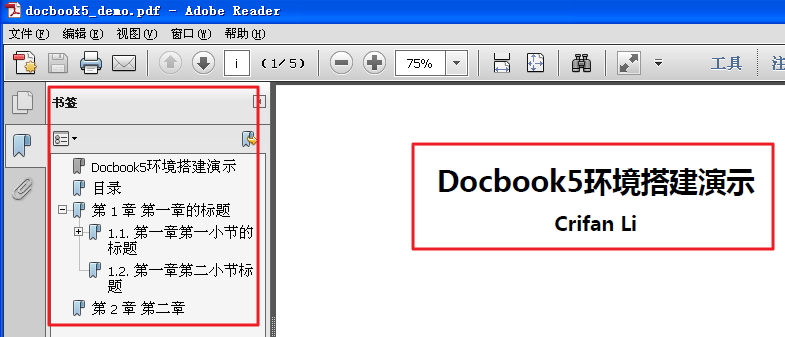 docbook5_demo.pdf - Adobe Reader
文件(F) 编辑(E) 视图(V) 窗口(W) 帮助(H)
i (1/5) 75% 工具
书签
Docbook5环境搭建演示
目录
第 1 章 第一章的标题
1.1. 第一章第一小节的
标题
1.2. 第一章第二小节标
题
第 2 章 第二章
Docbook5环境搭建演示
Crifan Li